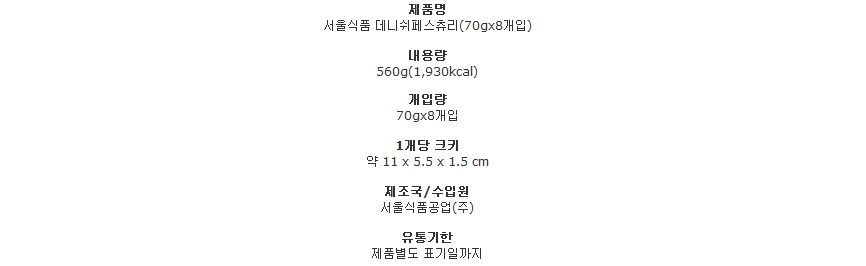 제품명
서울식품 데니쉬페스츄리(70gx8개입)
내용량
560g(1,930kcal)
개입량
70gx8개입
1개당 크키
약 11 x 5.5 x 1.5 cm
제조국/수입원
서울식품공업(주)
유통기한
제품별도 표기일까지